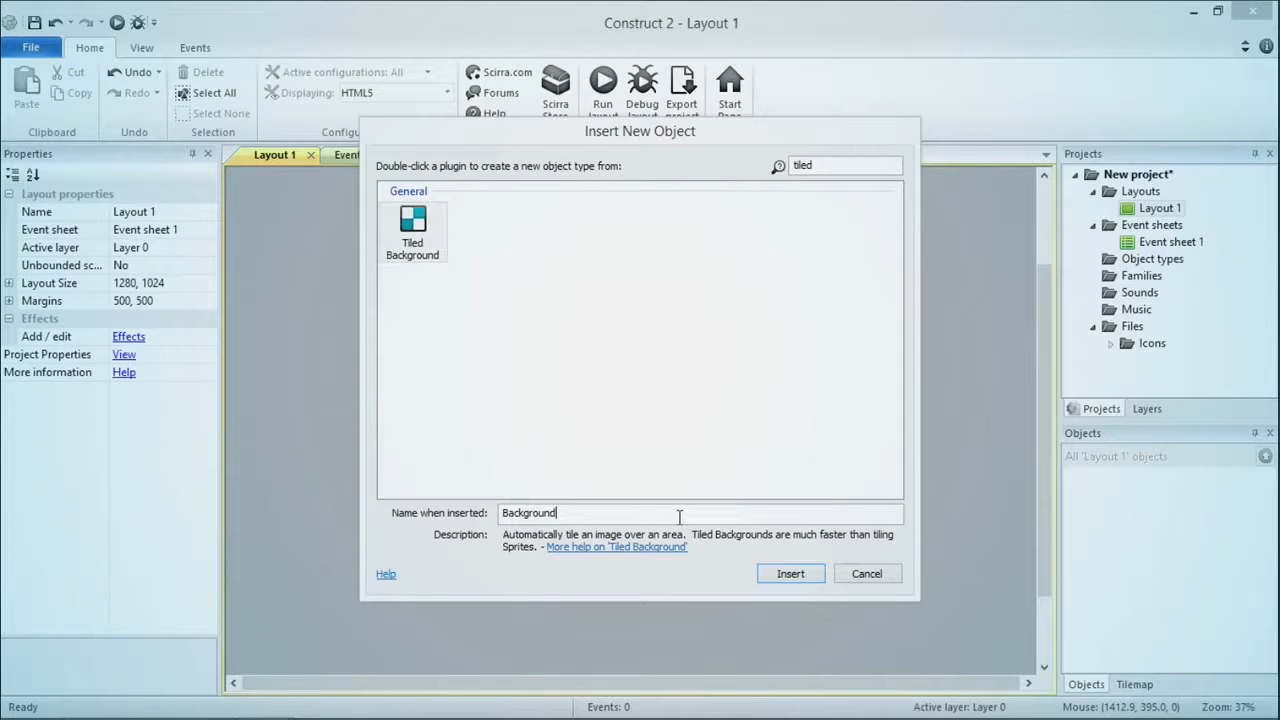 Construct 2 - Layout 1
File Home View Events
Paste
Cut
Copy
Clipboard
Undo
Redo
Undo
Delete
Select All
Select None
Selection
Active configurations: All
Displaying: HTML5
Configu
Scirra.com
Forums
Help
Scirra
Store
Run
layout
Debug
layout
Export
project
Start
Page
Properties
Layout properties
Name Layout 1
Event sheet Event sheet 1
Active layer Layer 0
Unbounded sc... No
Layout Size 1280, 1024
Margins 500, 500
Effects
Add / edit Effects
Project Properties View
More information Help
Layout 1 Event
Insert New Object
Double-click a plugin to create a new object type from:
tiled
General
Tiled
Background
Name when inserted: Background
Description: Automatically tile an image over an area. Tiled Backgrounds are much faster than tiling
Sprites. - More help on 'Tiled Background'
Help
Insert Cancel
Projects
New project*
Layouts
Layout 1
Event sheets
Event sheet 1
Object types
Families
Sounds
Music
Files
Icons
Projects Layers
Objects
All 'Layout 1' objects
Objects Tilemap
Ready Events: 0 Active layer: Layer 0 Mouse: (1412.9, 395.0, 0) Zoom: 37%